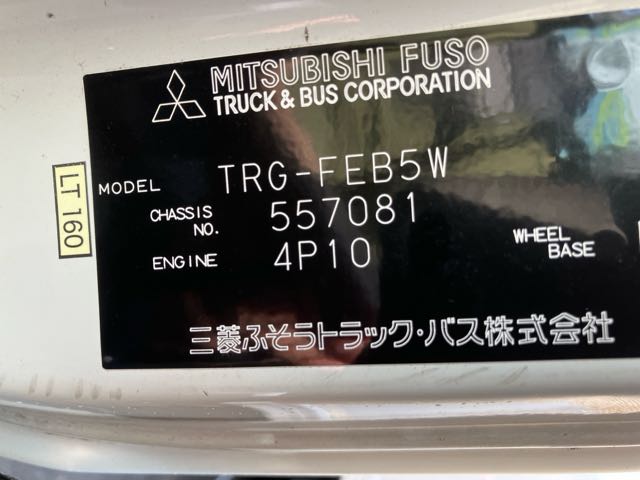 MITSUBISHI FUSO
TRUCK & BUS CORPORATION
LT 160
MODEL TRG-FEB5W
CHASSIS NO. 557081
ENGINE 4P10
WHEEL BASE
三菱ふそうトラック・バス株式会社